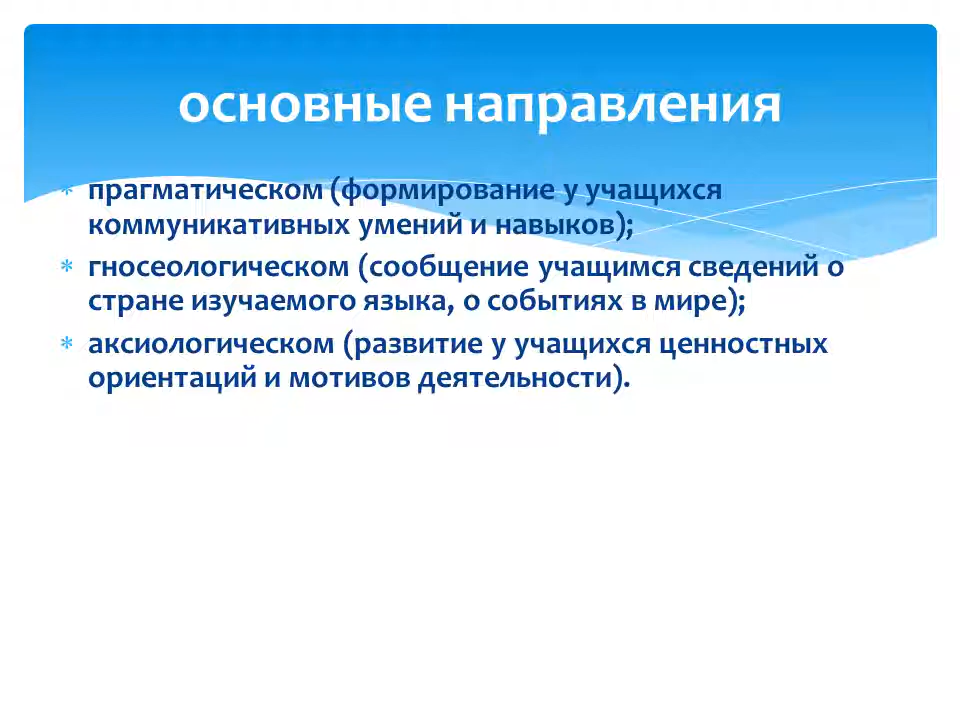 основные направления
* прагматическом (формирование у учащихся
коммуникативных умений и навыков);
* гносеологическом (сообщение учащимся сведений о
стране изучаемого языка, о событиях в мире);
* аксиологическом (развитие у учащихся ценностных
ориентаций и мотивов деятельности).